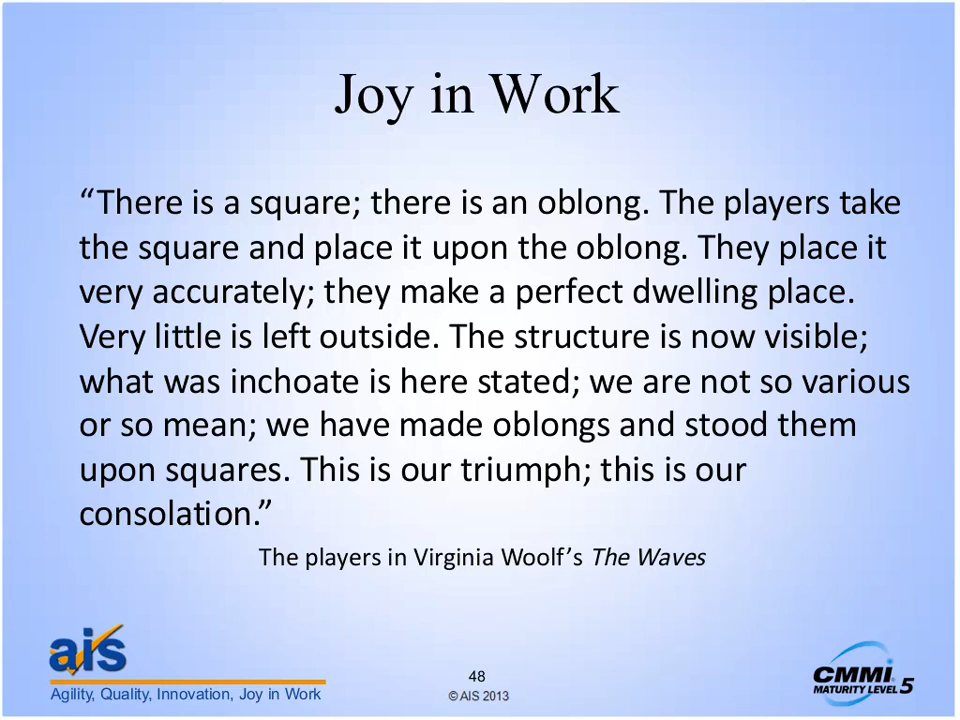 Joy in Work
“There is a square; there is an oblong. The players take
the square and place it upon the oblong. They place it
very accurately; they make a perfect dwelling place.
Very little is left outside. The structure is now visible;
what was inchoate is here stated; we are not so various
or so mean; we have made oblongs and stood them
upon squares. This is our triumph; this is our
consolation.”
The players in Virginia Woolf’s The Waves
ais
Agility, Quality, Innovation, Joy in Work
48
© AIS 2013
CMMI®
MATURITY LEVEL 5